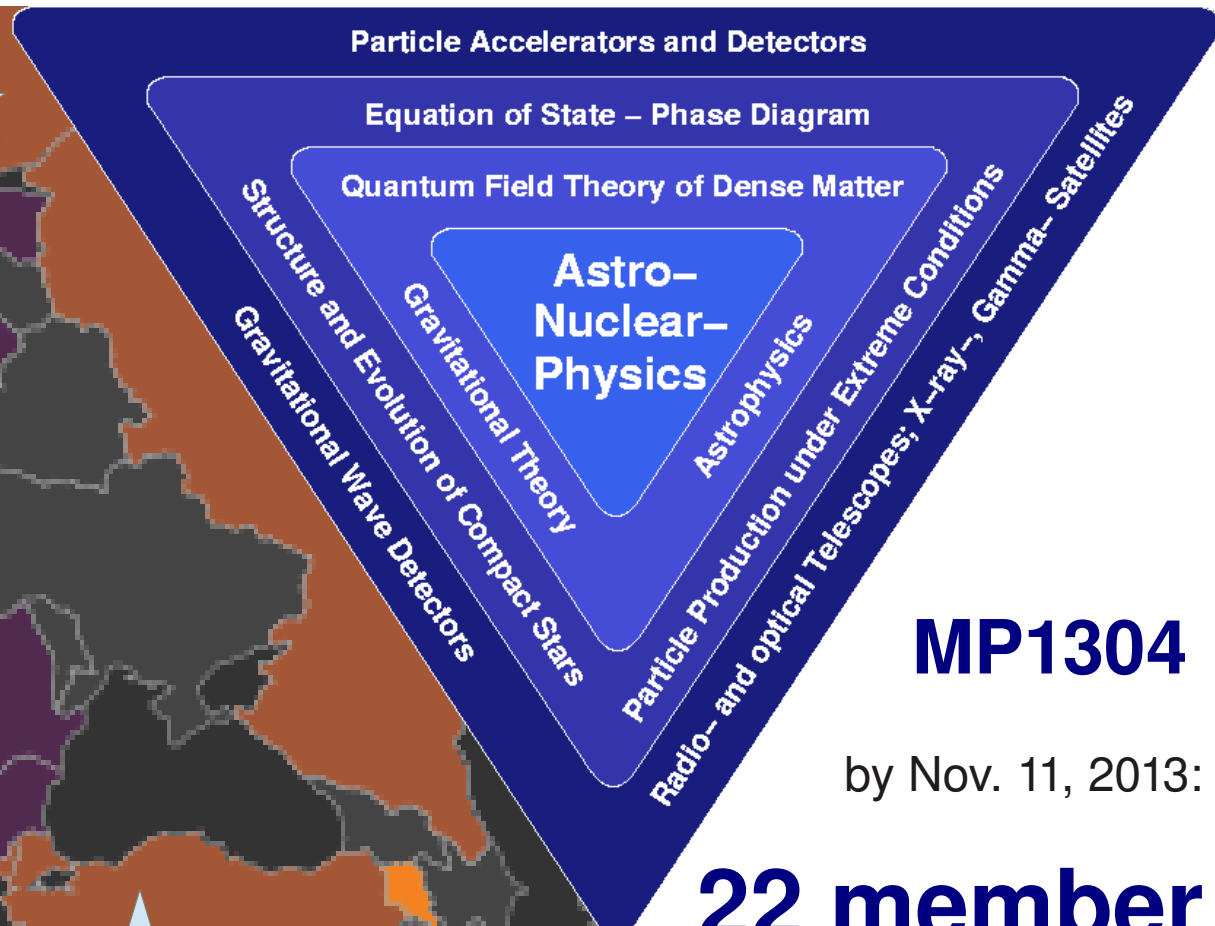 Particle Accelerators and Detectors
Equation of State – Phase Diagram
Quantum Field Theory of Dense Matter
Astro–
Nuclear–
Physics
Gravitational Theory
Astrophysics
Structure and Evolution of Compact Stars
Particle Production under Extreme Conditions
Gravitational Wave Detectors
Radio– and optical Telescopes; X–ray–, Gamma– Satellites
MP1304
by Nov. 11, 2013:
22 member